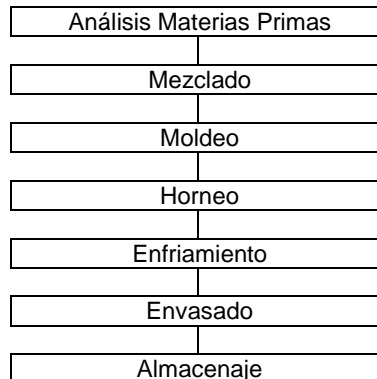 Análisis Materias Primas
Mezclado
Moldeo
Horneo
Enfriamiento
Envasado
Almacenaje